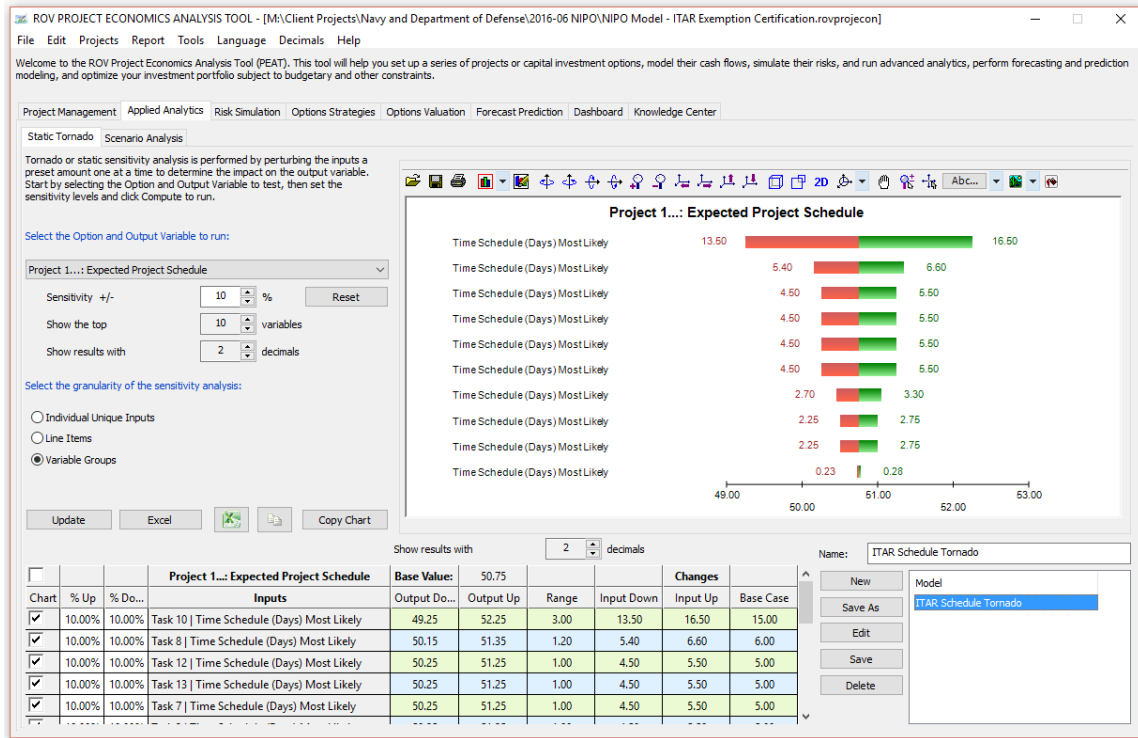 ROV PROJECT ECONOMICS ANALYSIS TOOL - [M:\Client Projects\Navy and Department of Defense\2016-06 NIPO\NIPO Model - ITAR Exemption Certification.rovprojecon]
File Edit Projects Report Tools Language Decimals Help
Welcome to the ROV Project Economics Analysis Tool (PEAT). This tool will help you set up a series of projects or capital investment options, model their cash flows, simulate their risks, and run advanced analytics, perform forecasting and prediction
modeling, and optimize your investment portfolio subject to budgetary and other constraints.
Project Management Applied Analytics Risk Simulation Options Strategies Options Valuation Forecast Prediction Dashboard Knowledge Center
Static Tornado Scenario Analysis
Tornado or static sensitivity analysis is performed by perturbing the inputs a
preset amount one at a time to determine the impact on the output variable.
Start by selecting the Option and Output Variable to test, then set the
sensitivity levels and click Compute to run.
Select the Option and Output Variable to run:
Project 1...: Expected Project Schedule
Sensitivity +/- 10 % Reset
Show the top 10 variables
Show results with 2 decimals
Select the granularity of the sensitivity analysis:
Individual Unique Inputs
Line Items
Variable Groups
Update Excel Copy Chart
2D Abc...
Project 1...: Expected Project Schedule
Time Schedule (Days) Most Likely 13.50 16.50
Time Schedule (Days) Most Likely 5.40 6.60
Time Schedule (Days) Most Likely 4.50 5.50
Time Schedule (Days) Most Likely 4.50 5.50
Time Schedule (Days) Most Likely 4.50 5.50
Time Schedule (Days) Most Likely 4.50 5.50
Time Schedule (Days) Most Likely 2.70 3.30
Time Schedule (Days) Most Likely 2.25 2.75
Time Schedule (Days) Most Likely 2.25 2.75
Time Schedule (Days) Most Likely 0.23 0.28
49.00 50.00 51.00 52.00 53.00
Show results with 2 decimals
Project 1...: Expected Project Schedule Base Value: 50.75 Changes
Chart % Up % Do... Inputs Output Do... Output Up Range Input Down Input Up Base Case
10.00% 10.00% Task 10 | Time Schedule (Days) Most Likely 49.25 52.25 3.00 13.50 16.50 15.00
10.00% 10.00% Task 8 | Time Schedule (Days) Most Likely 50.15 51.35 1.20 5.40 6.60 6.00
10.00% 10.00% Task 12 | Time Schedule (Days) Most Likely 50.25 51.25 1.00 4.50 5.50 5.00
10.00% 10.00% Task 13 | Time Schedule (Days) Most Likely 50.25 51.25 1.00 4.50 5.50 5.00
10.00% 10.00% Task 7 | Time Schedule (Days) Most Likely 50.25 51.25 1.00 4.50 5.50 5.00
Name: ITAR Schedule Tornado
New
Save As
Edit
Save
Delete
Model
ITAR Schedule Tornado